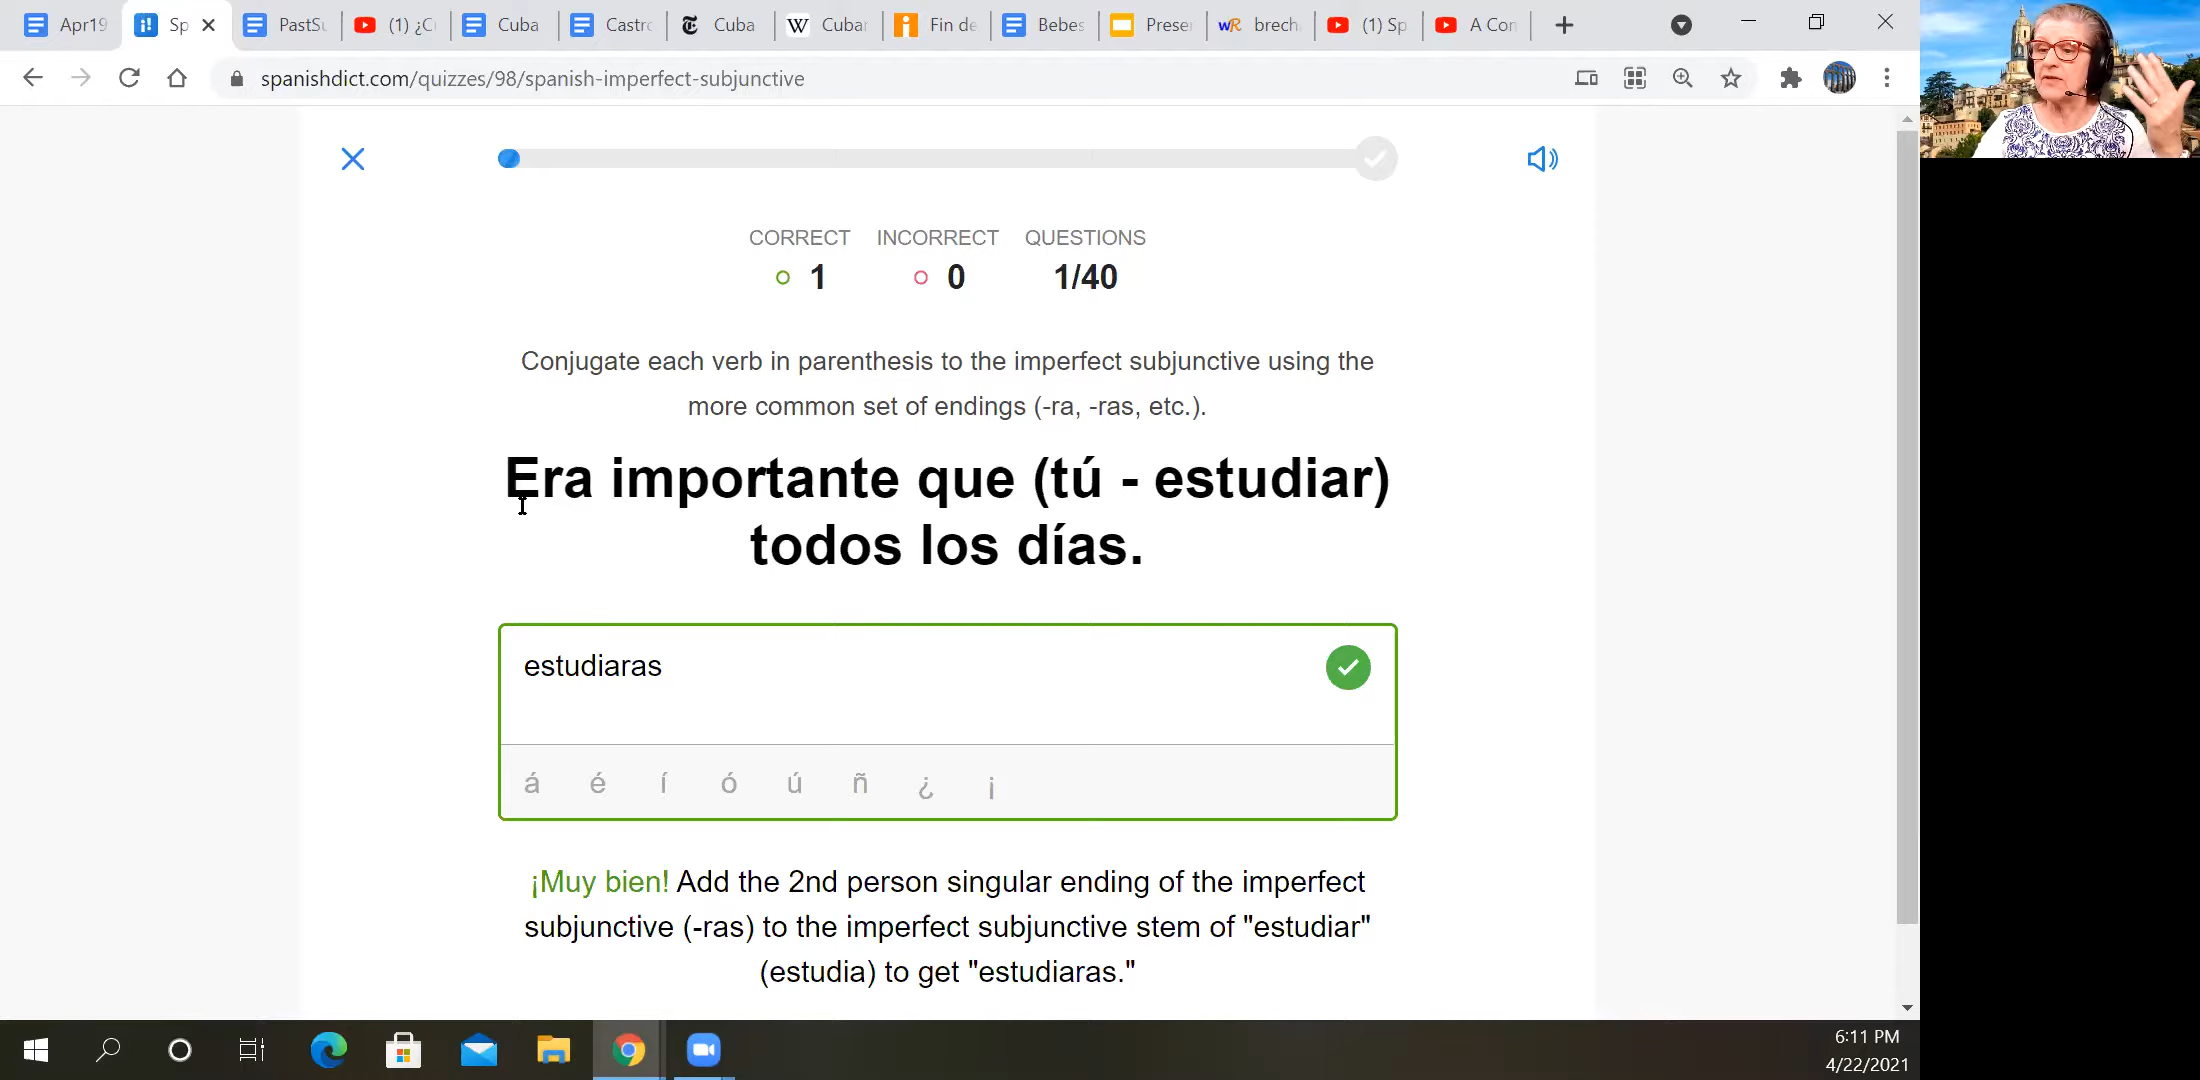 Apr19
Sp
PastSu
(1) ¿C
Cuba
Castro
Cuba
Cuban
Fin de
Bebes
Presen
WR brech
(1) Sp
A Con
spanishdict.com/quizzes/98/spanish-imperfect-subjunctive
CORRECT INCORRECT QUESTIONS
1 0 1/40
Conjugate each verb in parenthesis to the imperfect subjunctive using the
more common set of endings (-ra, -ras, etc.).
Era importante que (tú - estudiar)
todos los días.
estudiaras
á é í ó ú ñ ¿ ¡
¡Muy bien! Add the 2nd person singular ending of the imperfect
subjunctive (-ras) to the imperfect subjunctive stem of "estudiar"
(estudia) to get "estudiaras."
6:11 PM
4/22/2021